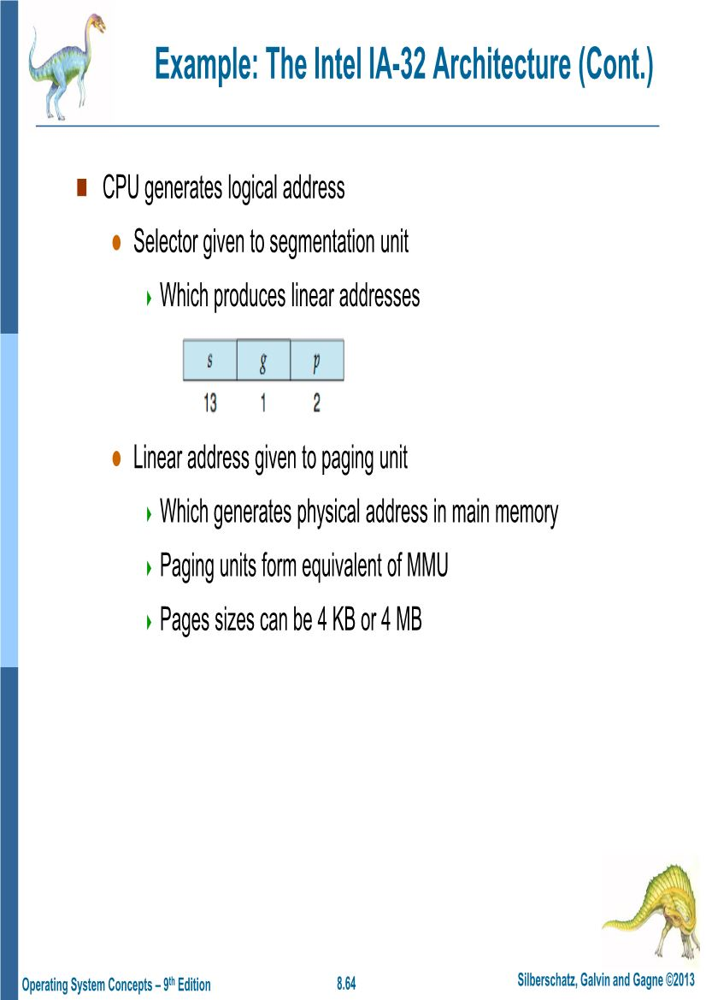 Example: The Intel IA-32 Architecture (Cont.)
CPU generates logical address
Selector given to segmentation unit
Which produces linear addresses
s g p
13 1 2
Linear address given to paging unit
Which generates physical address in main memory
Paging units form equivalent of MMU
Pages sizes can be 4 KB or 4 MB
Operating System Concepts – 9th Edition
8.64
Silberschatz, Galvin and Gagne ©2013